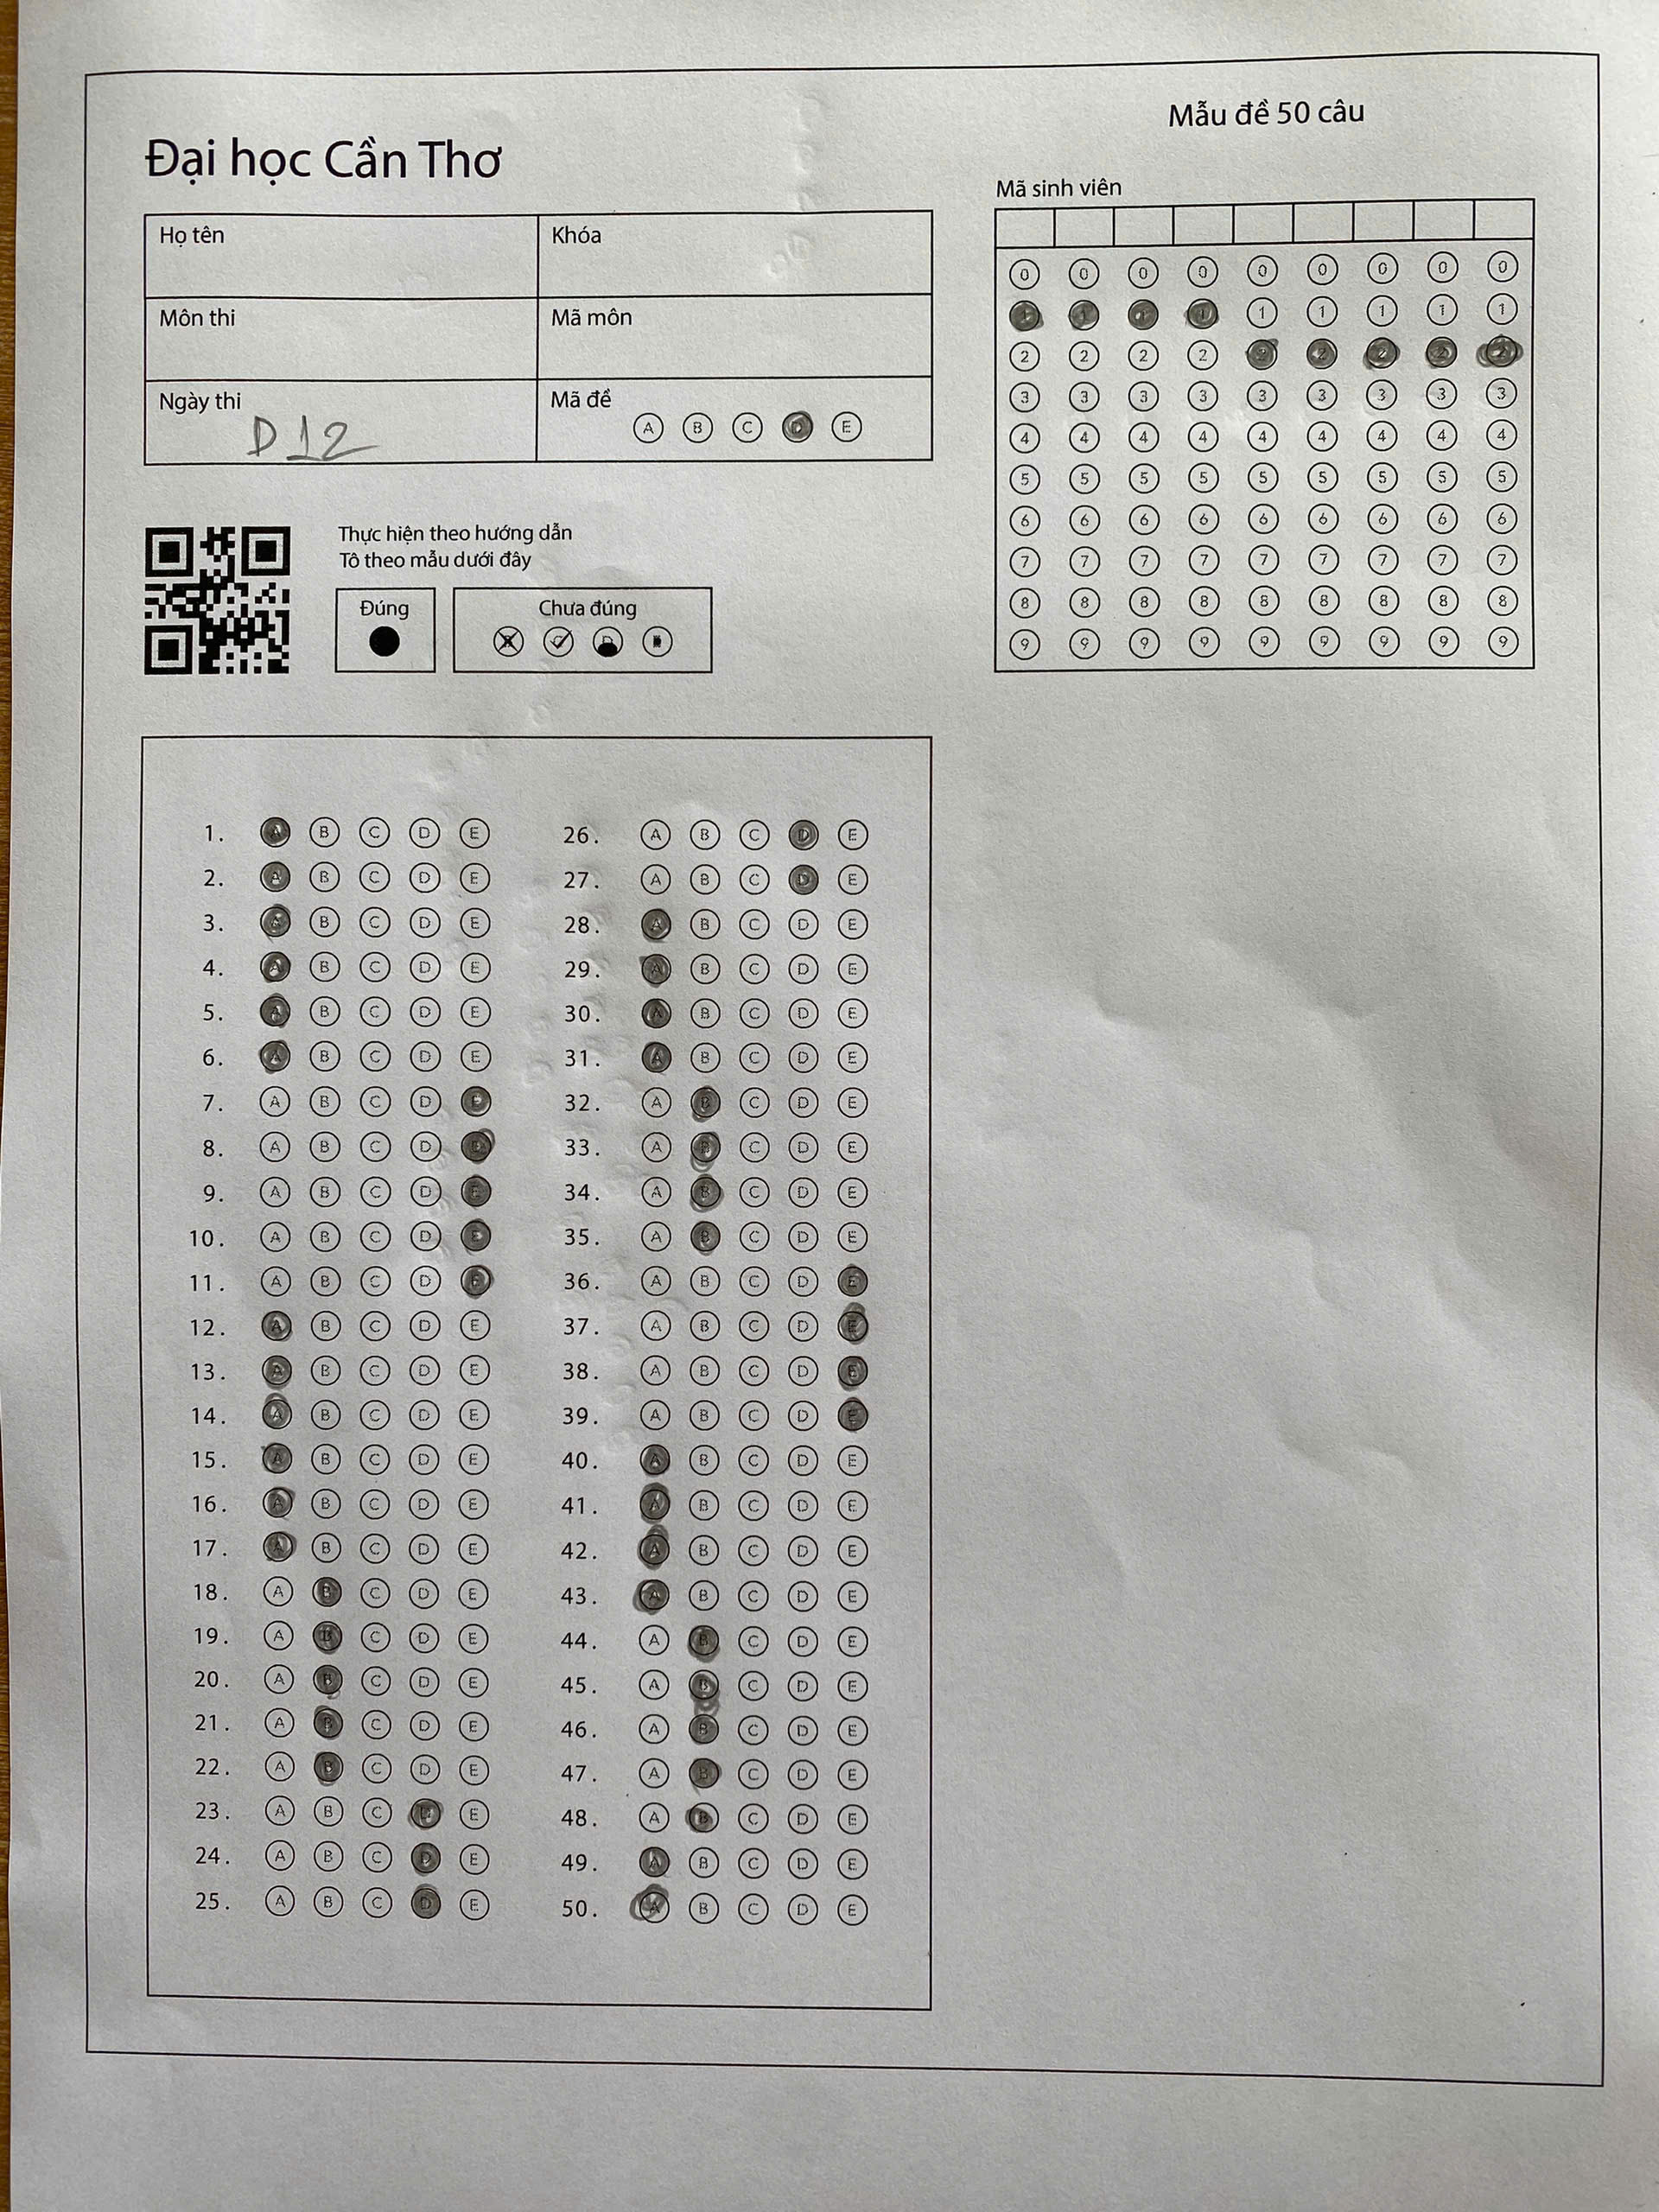 Mẫu đề 50 câu
Đại học Cần Thơ
Mã sinh viên
Họ tên
Khóa
Môn thi
Mã môn
Ngày thi
D12
Mã đề
A B C D E
0 0 0 0 0 0 0 0 0
1 1 1 1 1 1 1 1 1
2 2 2 2 2 2 2 2 2
3 3 3 3 3 3 3 3 3
4 4 4 4 4 4 4 4 4
5 5 5 5 5 5 5 5 5
6 6 6 6 6 6 6 6 6
7 7 7 7 7 7 7 7 7
8 8 8 8 8 8 8 8 8
9 9 9 9 9 9 9 9 9
Thực hiện theo hướng dẫn
Tô theo mẫu dưới đây
Đúng
Chưa đúng
1. A B C D E
2. A B C D E
3. A B C D E
4. A B C D E
5. A B C D E
6. A B C D E
7. A B C D E
8. A B C D E
9. A B C D E
10. A B C D E
11. A B C D E
12. A B C D E
13. A B C D E
14. A B C D E
15. A B C D E
16. A B C D E
17. A B C D E
18. A B C D E
19. A B C D E
20. A B C D E
21. A B C D E
22. A B C D E
23. A B C D E
24. A B C D E
25. A B C D E
26. A B C D E
27. A B C D E
28. A B C D E
29. A B C D E
30. A B C D E
31. A B C D E
32. A B C D E
33. A B C D E
34. A B C D E
35. A B C D E
36. A B C D E
37. A B C D E
38. A B C D E
39. A B C D E
40. A B C D E
41. A B C D E
42. A B C D E
43. A B C D E
44. A B C D E
45. A B C D E
46. A B C D E
47. A B C D E
48. A B C D E
49. A B C D E
50. A B C D E